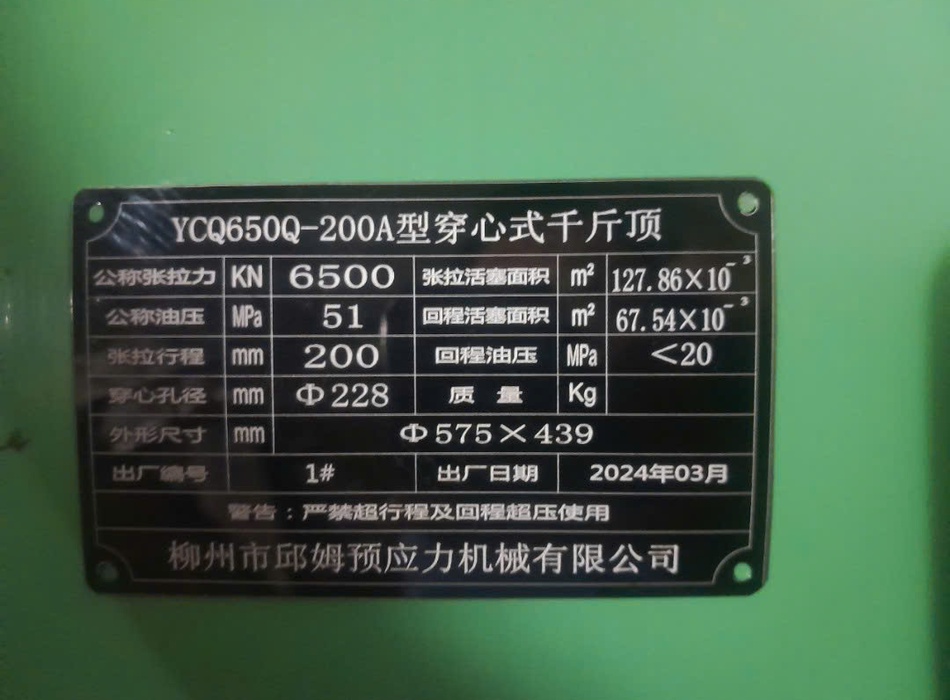 YCQ650Q-200A型穿心式千斤顶
公称张拉力 KN 6500 张拉活塞面积 m² 127.86×10⁻³
公称油压 MPa 51 回程活塞面积 m² 67.54×10⁻³
张拉行程 mm 200 回程油压 MPa <20
穿心孔径 mm Φ228 质 量 Kg
外形尺寸 mm Φ575×439
出厂编号 1# 出厂日期 2024年03月
警告：严禁超行程及回程超压使用
柳州市邱姆预应力机械有限公司